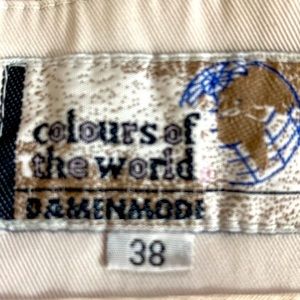 colours of
the world
DAMENMODE
38